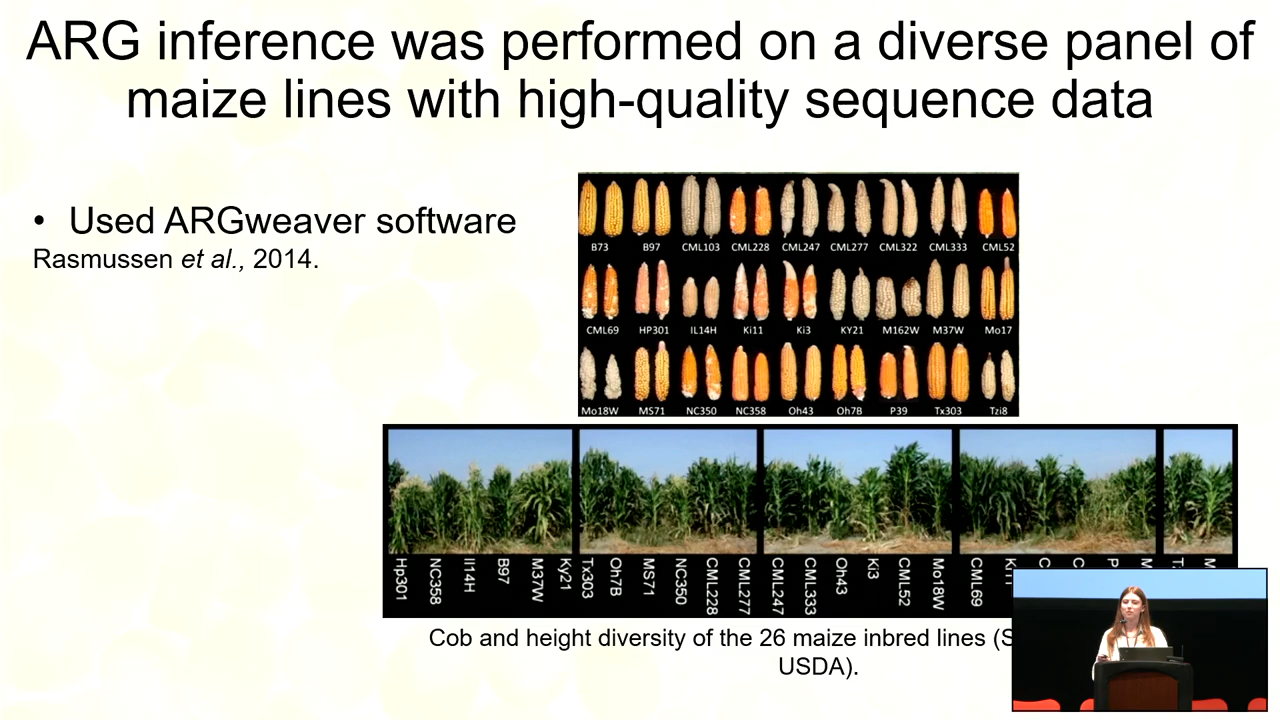 ARG inference was performed on a diverse panel of
maize lines with high-quality sequence data
• Used ARGweaver software
Rasmussen et al., 2014.
B73 B97 CML103 CML228 CML247 CML277 CML322 CML333 CML52
CML69 HP301 IL14H Ki11 Ki3 KY21 M162W M37W Mo17
Mo18W MS71 NC350 NC358 Oh43 Oh7B P39 Tx303 Tzi8
Hp301 NC358 Il14H B97 M37W Ky21 Tx303 Oh7B MS71 NC350 CML228 CML277 CML247 CML333 Oh43 Ki3 CML52 Mo18W CML69
Cob and height diversity of the 26 maize inbred lines (
USDA).